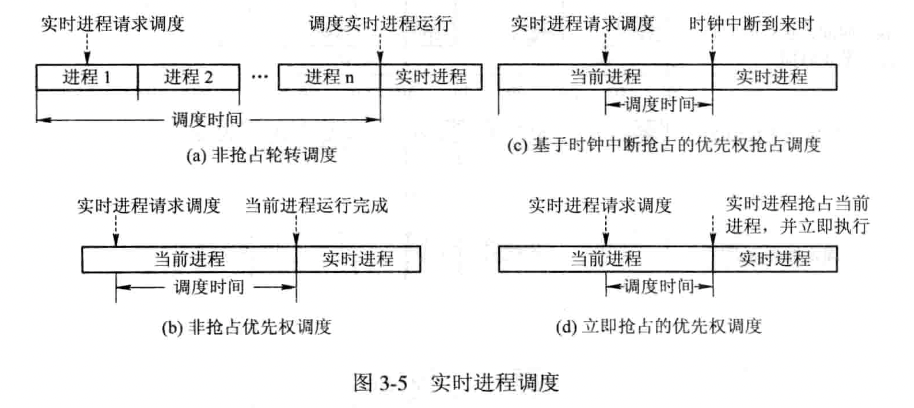 实时进程请求调度
调度实时进程运行
进程 1
进程 2
…
进程 n
实时进程
调度时间
(a) 非抢占轮转调度
实时进程请求调度
时钟中断到来时
当前进程
实时进程
调度时间
(c) 基于时钟中断抢占的优先权抢占调度
实时进程请求调度
当前进程运行完成
当前进程
实时进程
调度时间
(b) 非抢占优先权调度
实时进程请求调度
实时进程抢占当前
进程，并立即执行
当前进程
实时进程
调度时间
(d) 立即抢占的优先权调度
图 3-5 实时进程调度